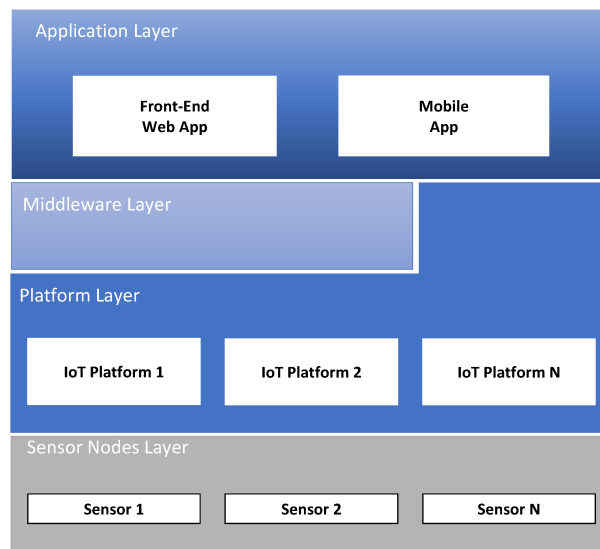 Application Layer
Front-End
Web App
Mobile
App
Middleware Layer
Platform Layer
IoT Platform 1
IoT Platform 2
IoT Platform N
Sensor Nodes Layer
Sensor 1
Sensor 2
Sensor N